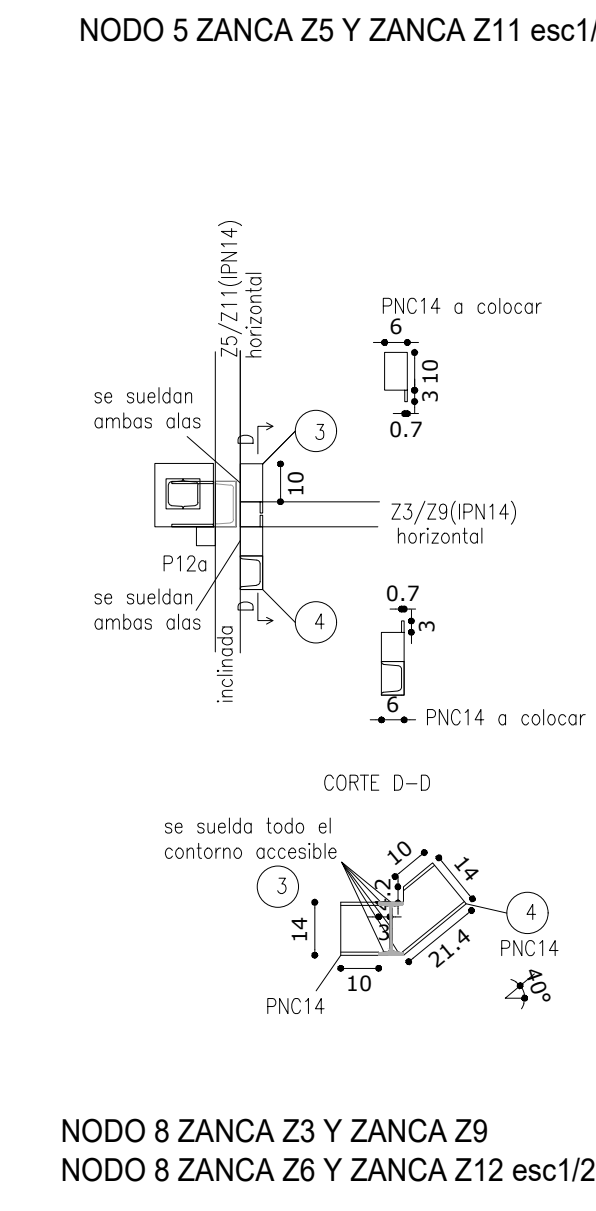 NODO 5 ZANCA Z5 Y ZANCA Z11 esc1/
Z5/Z11(IPN14)
horizontal
PNC14 a colocar
6
10
3
0.7
se sueldan
ambas alas
D
3
10
Z3/Z9(IPN14)
horizontal
P12a
se sueldan
ambas alas
D
4
inclinada
0.7
3
6
PNC14 a colocar
CORTE D-D
se suelda todo el
contorno accesible
3
10
14
3
14
4
PNC14
21.4
10
PNC14
40°
NODO 8 ZANCA Z3 Y ZANCA Z9
NODO 8 ZANCA Z6 Y ZANCA Z12 esc1/2